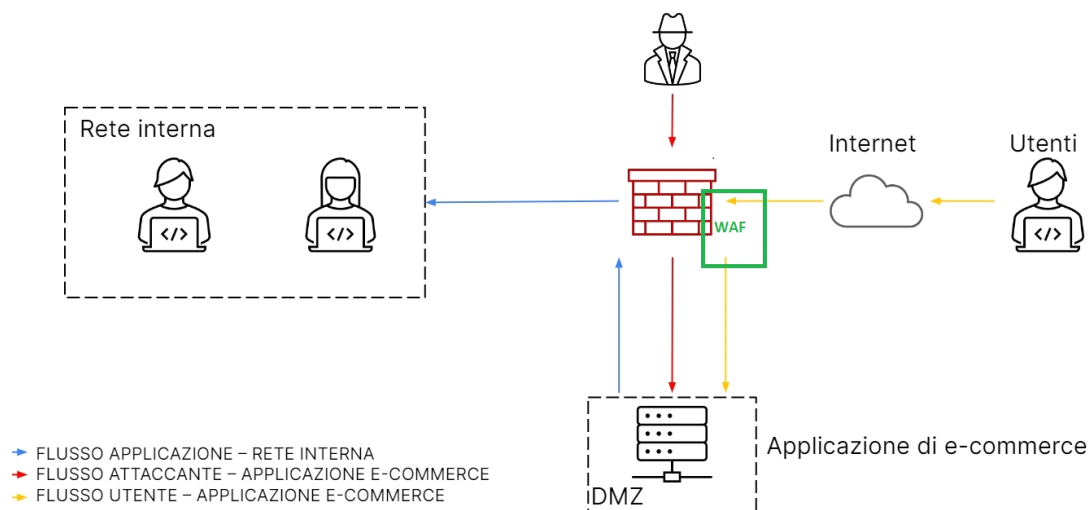 Rete interna
Internet
Utenti
WAF
Applicazione di e-commerce
DMZ
FLUSSO APPLICAZIONE – RETE INTERNA
FLUSSO ATTACCANTE – APPLICAZIONE E-COMMERCE
FLUSSO UTENTE – APPLICAZIONE E-COMMERCE